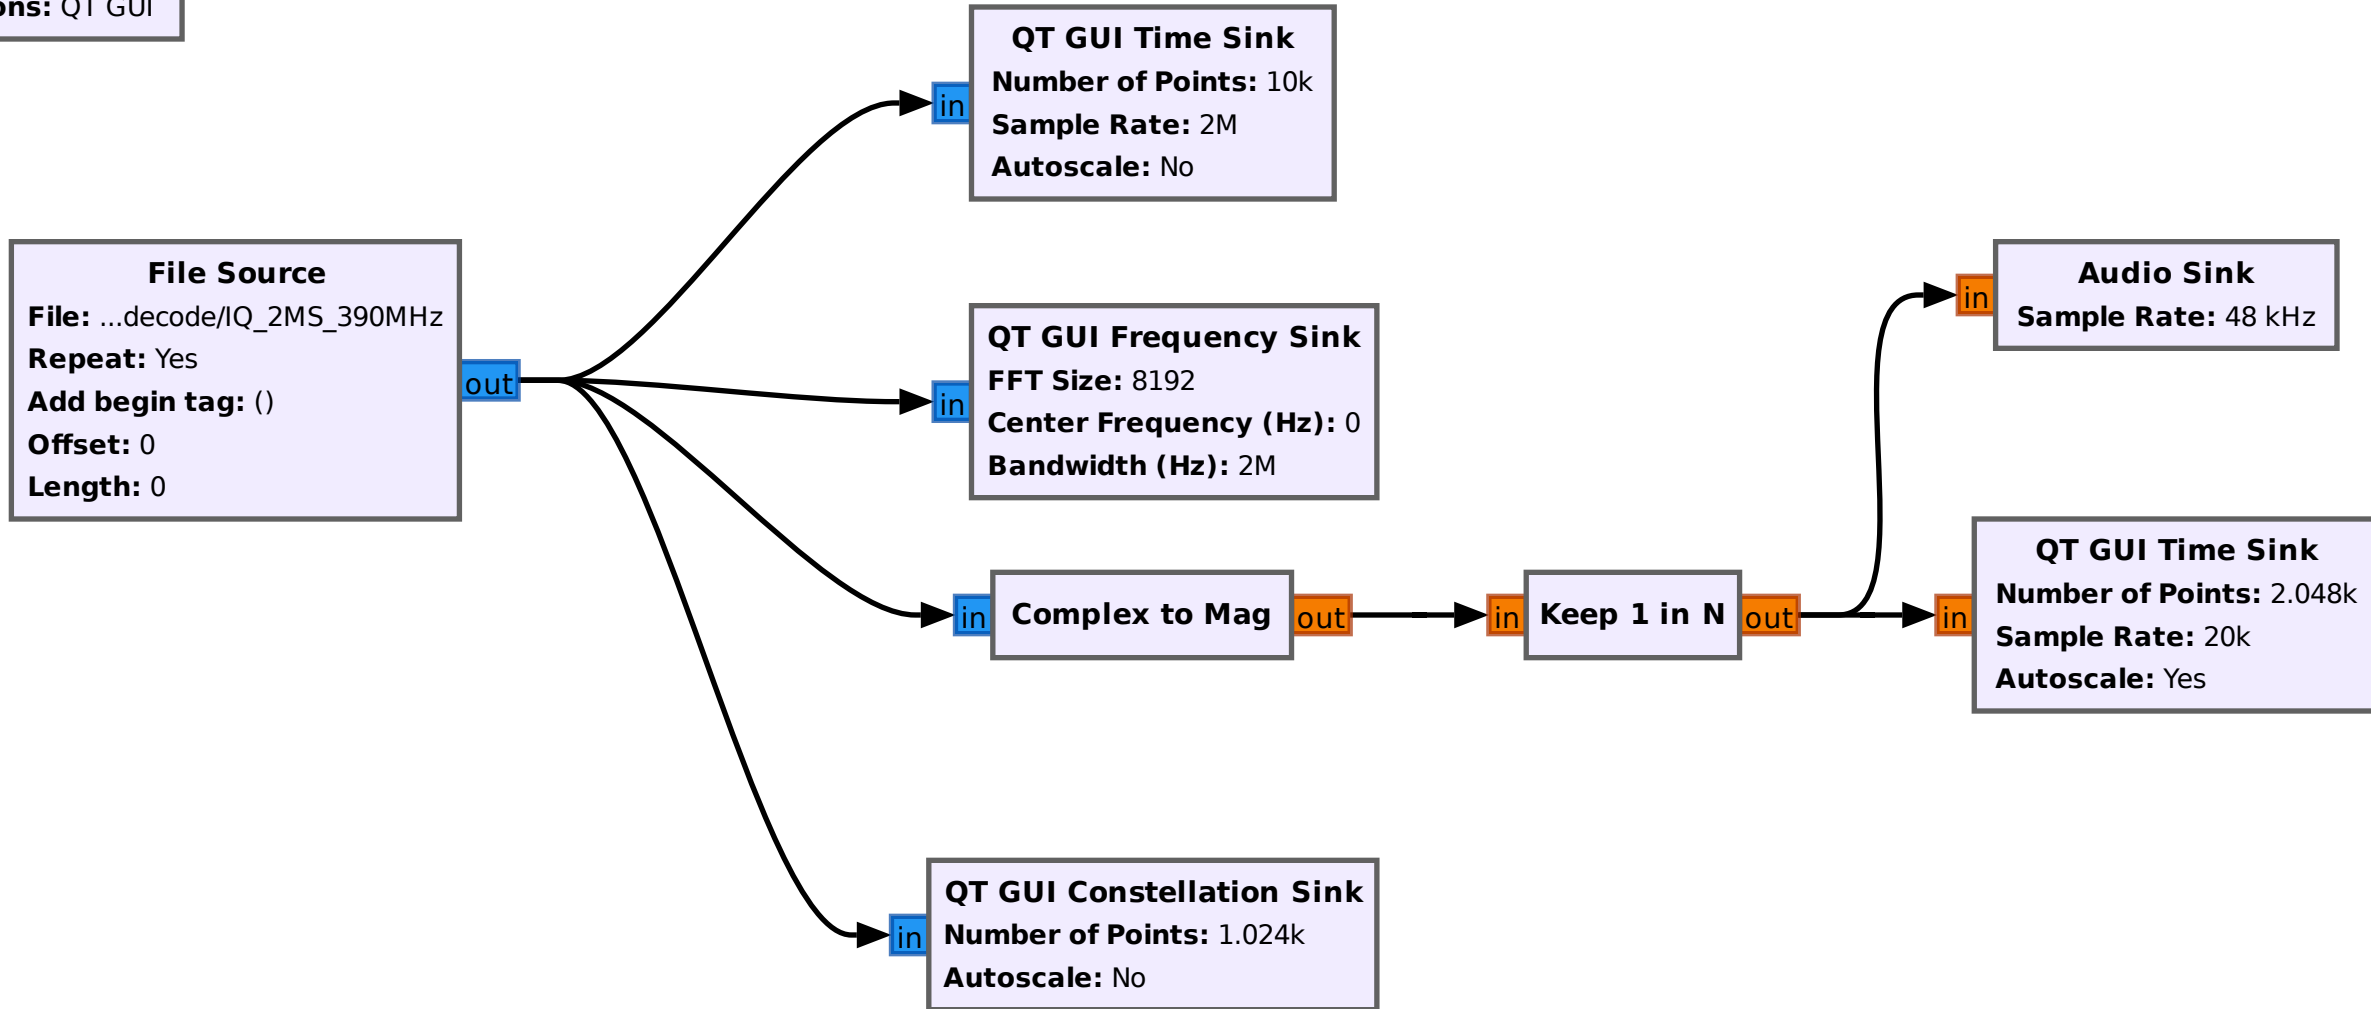 ons: QT GUI
QT GUI Time Sink
Number of Points: 10k
Sample Rate: 2M
Autoscale: No
in
File Source
File: ...decode/IQ_2MS_390MHz
Repeat: Yes
Add begin tag: ()
Offset: 0
Length: 0
out
QT GUI Frequency Sink
FFT Size: 8192
Center Frequency (Hz): 0
Bandwidth (Hz): 2M
in
Audio Sink
Sample Rate: 48 kHz
in
in
Complex to Mag
out
in
Keep 1 in N
out
in
QT GUI Time Sink
Number of Points: 2.048k
Sample Rate: 20k
Autoscale: Yes
in
QT GUI Constellation Sink
Number of Points: 1.024k
Autoscale: No